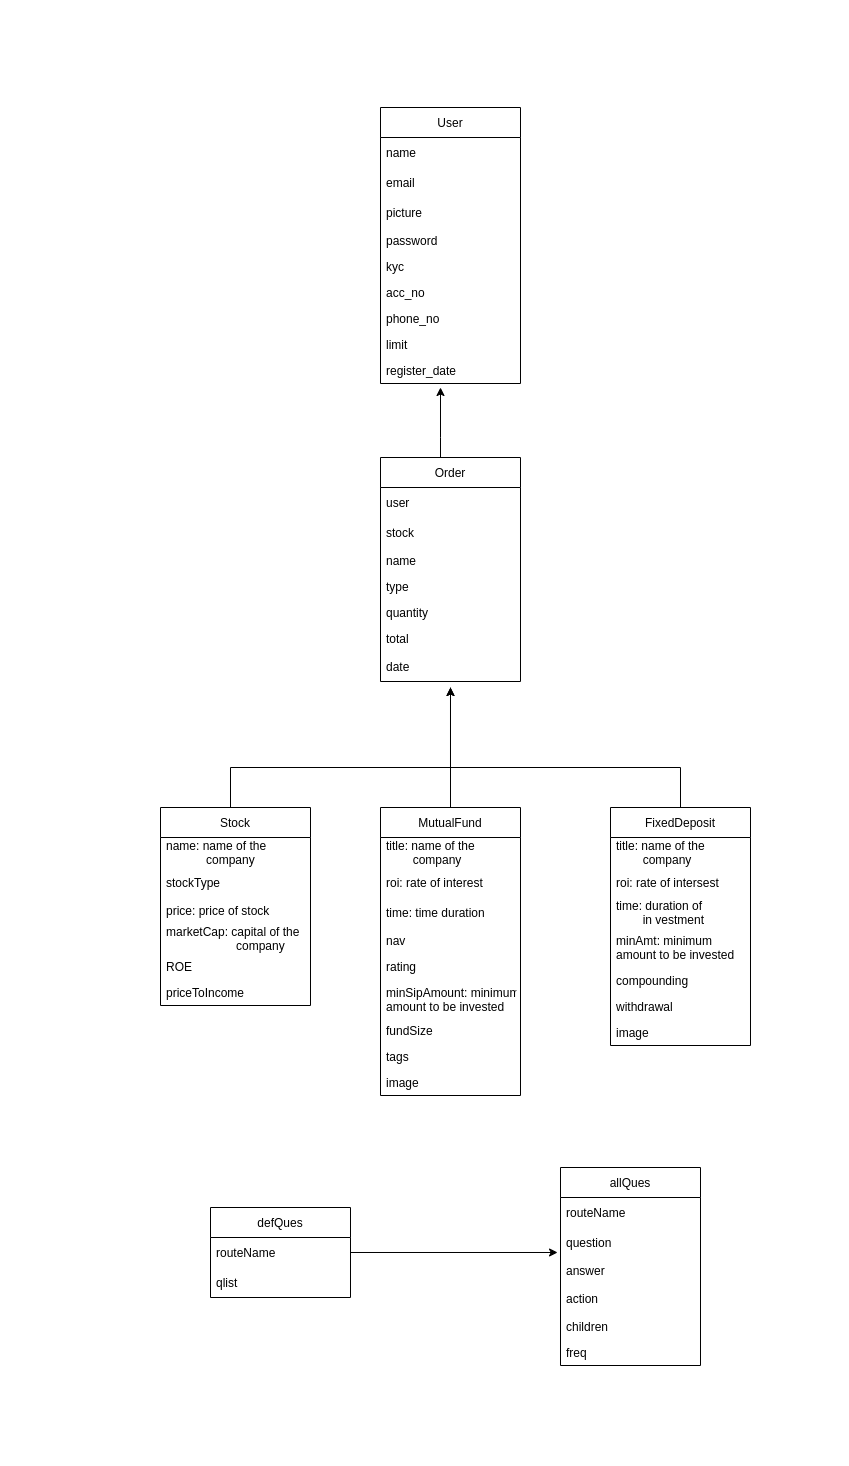 User
name
email
picture
password
kyc
acc_no
phone_no
limit
register_date
Order
user
stock
name
type
quantity
total
date
Stock
name: name of the
company
stockType
price: price of stock
marketCap: capital of the
company
ROE
priceToIncome
MutualFund
title: name of the
company
roi: rate of interest
time: time duration
nav
rating
minSipAmount: minimum
amount to be invested
fundSize
tags
image
FixedDeposit
title: name of the
company
roi: rate of intersest
time: duration of
in vestment
minAmt: minimum
amount to be invested
compounding
withdrawal
image
defQues
routeName
qlist
allQues
routeName
question
answer
action
children
freq